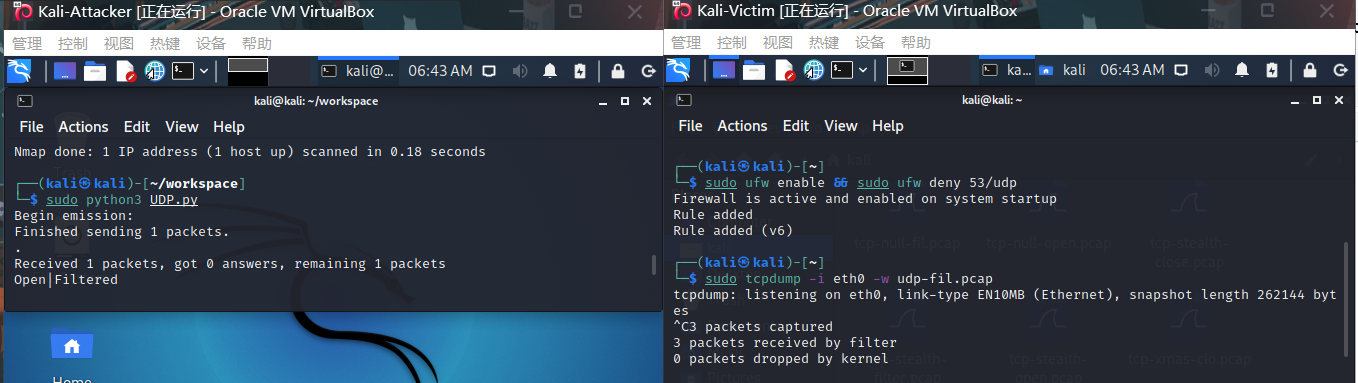 Kali-Attacker [正在运行] - Oracle VM VirtualBox
管理 控制 视图 热键 设备 帮助
kali@... 06:43 AM
kali@kali: ~/workspace
File Actions Edit View Help
Nmap done: 1 IP address (1 host up) scanned in 0.18 seconds
┌──(kali㉿kali)-[~/workspace]
└─$ sudo python3 UDP.py
Begin emission:
Finished sending 1 packets.
.
Received 1 packets, got 0 answers, remaining 1 packets
Open|Filtered
Home
Kali-Victim [正在运行] - Oracle VM VirtualBox
管理 控制 视图 热键 设备 帮助
ka... kali 06:43 AM
kali@kali: ~
File Actions Edit View Help
┌──(kali㉿kali)-[~]
└─$ sudo ufw enable && sudo ufw deny 53/udp
Firewall is active and enabled on system startup
Rule added
Rule added (v6)
┌──(kali㉿kali)-[~]
└─$ sudo tcpdump -i eth0 -w udp-fil.pcap
tcpdump: listening on eth0, link-type EN10MB (Ethernet), snapshot length 262144 byt
es
^C3 packets captured
3 packets received by filter
0 packets dropped by kernel
tcp-null-fil.pcap tcp-null-open.pcap tcp-stealth-
close.pcap
tcp-xmas-clo.pcap